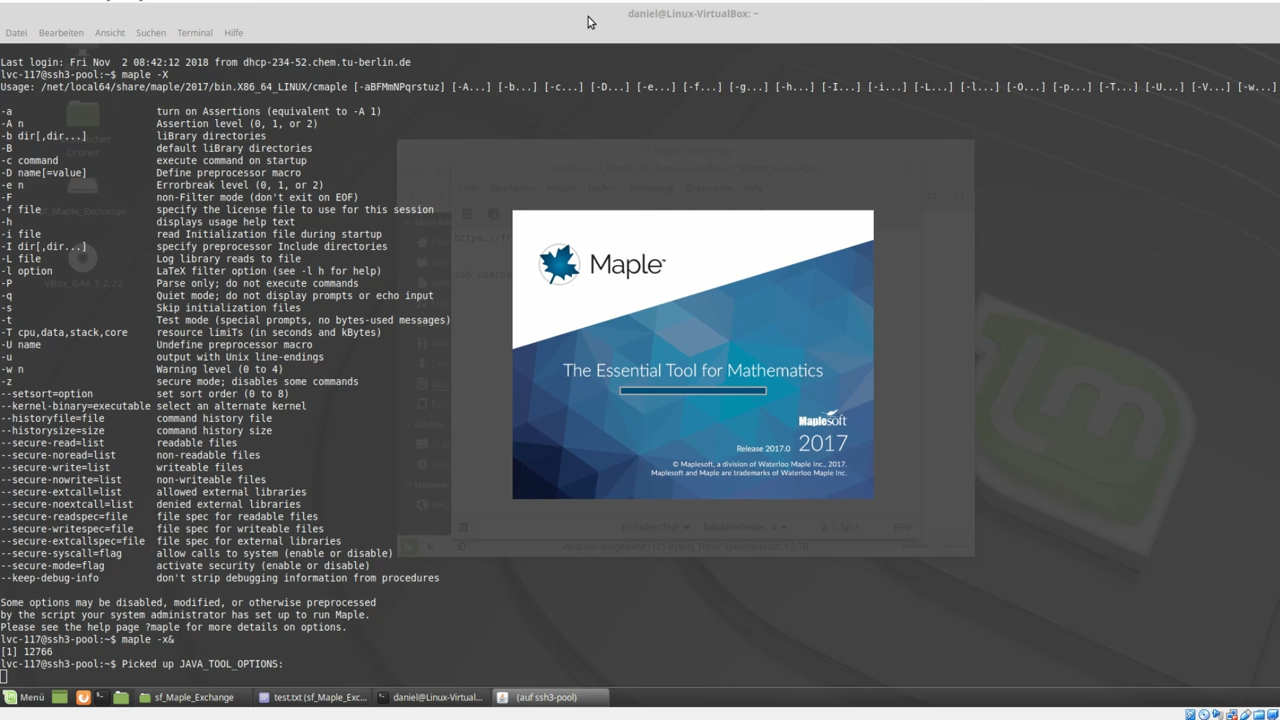 daniel@Linux-VirtualBox: ~
Datei Bearbeiten Ansicht Suchen Terminal Hilfe
Last login: Fri Nov  2 08:42:12 2018 from dhcp-234-52.chem.tu-berlin.de
lvc-117@ssh3-pool:~$ maple -X
Usage: /net/local64/share/maple/2017/bin.X86_64_LINUX/cmaple [-aBFMmNPqrstuz] [-A...] [-b...] [-c...] [-D...] [-e...] [-f...] [-g...] [-h...] [-I...] [-i...] [-L...] [-l...] [-O...] [-p...] [-T...] [-U...] [-V...] [-w...]
-a turn on Assertions (equivalent to -A 1)
-A n Assertion level (0, 1, or 2)
-b dir[,dir...] liBrary directories
-B default liBrary directories
-c command execute command on startup
-D name[=value] Define preprocessor macro
-e n Errorbreak level (0, 1, or 2)
-F non-Filter mode (don't exit on EOF)
-f file specify the license file to use for this session
-h displays usage help text
-i file read Initialization file during startup
-I dir[,dir...] specify preprocessor Include directories
-L file Log library reads to file
-l option LaTeX filter option (see -l h for help)
-P Parse only; do not execute commands
-q Quiet mode; do not display prompts or echo input
-s Skip initialization files
-t Test mode (special prompts, no bytes-used messages)
-T cpu,data,stack,core resource limiTs (in seconds and kBytes)
-U name Undefine preprocessor macro
-u output with Unix line-endings
-w n Warning level (0 to 4)
-z secure mode; disables some commands
--setsort=option set sort order (0 to 8)
--kernel-binary=executable select an alternate kernel
--historyfile=file command history file
--historysize=size command history size
--secure-read=list readable files
--secure-noread=list non-readable files
--secure-write=list writeable files
--secure-nowrite=list non-writeable files
--secure-extcall=list allowed external libraries
--secure-noextcall=list denied external libraries
--secure-readspec=file file spec for readable files
--secure-writespec=file file spec for writeable files
--secure-extcallspec=file file spec for external libraries
--secure-syscall=flag allow calls to system (enable or disable)
--secure-mode=flag activate security (enable or disable)
--keep-debug-info don't strip debugging information from procedures
Some options may be disabled, modified, or otherwise preprocessed
by the script your system administrator has set up to run Maple.
Please see the help page ?maple for more details on options.
lvc-117@ssh3-pool:~$ maple -x&
[1] 12766
lvc-117@ssh3-pool:~$ Picked up JAVA_TOOL_OPTIONS:
Ordner
sf_Maple_Exchange
VBox_GAs_5.2.22
Maple™
The Essential Tool for Mathematics
Maplesoft
Release 2017.0 2017
© Maplesoft, a division of Waterloo Maple Inc., 2017.
Maplesoft and Maple are trademarks of Waterloo Maple Inc.
Menü sf_Maple_Exchange test.txt (sf_Maple_Exc... daniel@Linux-Virtual... (auf ssh3-pool)